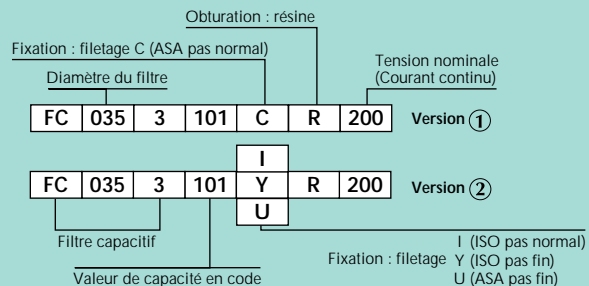 Obturation : résine
Fixation : filetage C (ASA pas normal)
Tension nominale
(Courant continu)
Diamètre du filtre
FC 035 3 101 C R 200 Version ①
I
FC 035 3 101 Y R 200 Version ②
U
Filtre capacitif
Valeur de capacité en code
I (ISO pas normal)
Fixation : filetage Y (ISO pas fin)
U (ASA pas fin)